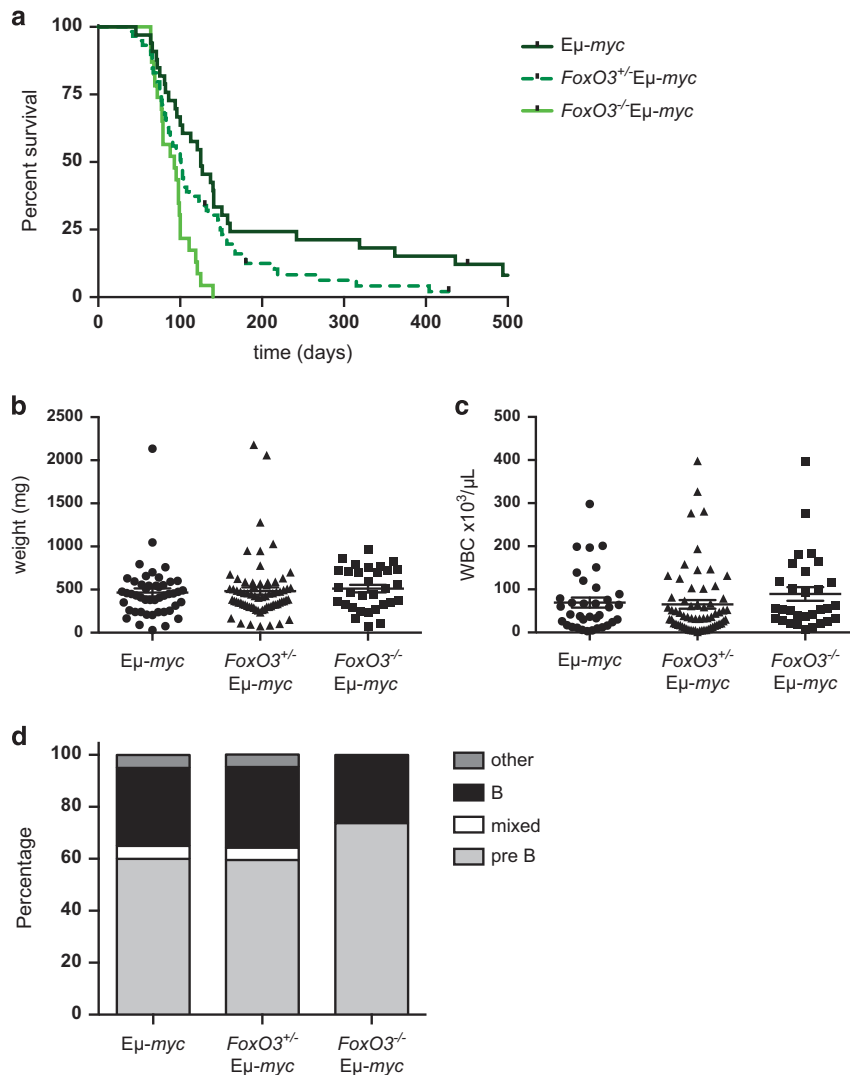 a
100
75
50
25
0
Percent survival
0 100 200 300 400 500
time (days)
Eμ-myc
FoxO3+/-Eμ-myc
FoxO3-/-Eμ-myc
b
2500
2000
1500
1000
500
0
weight (mg)
Eμ-myc
FoxO3+/-
Eμ-myc
FoxO3-/-
Eμ-myc
c
500
400
300
200
100
0
WBC x10³/μL
Eμ-myc
FoxO3+/-
Eμ-myc
FoxO3-/-
Eμ-myc
d
100
80
60
40
20
0
Percentage
Eμ-myc
FoxO3+/-
Eμ-myc
FoxO3-/-
Eμ-myc
other
B
mixed
pre B